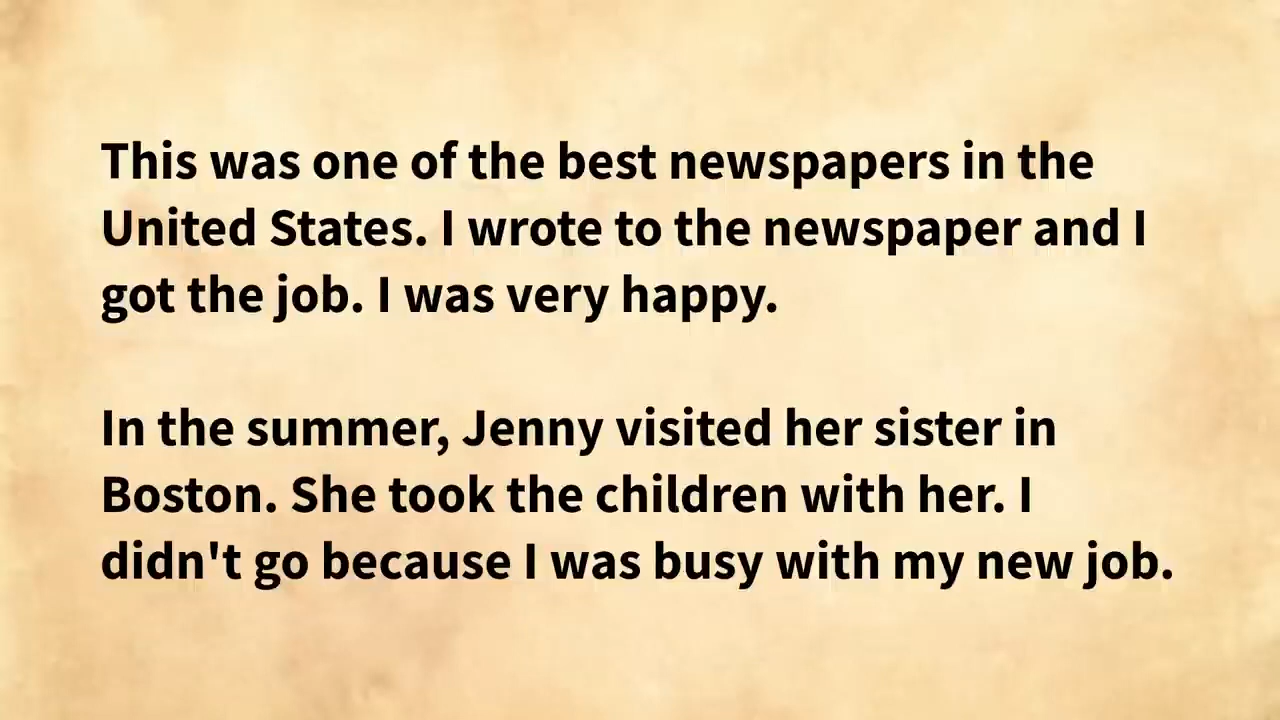 This was one of the best newspapers in the
United States. I wrote to the newspaper and I
got the job. I was very happy.
In the summer, Jenny visited her sister in
Boston. She took the children with her. I
didn't go because I was busy with my new job.